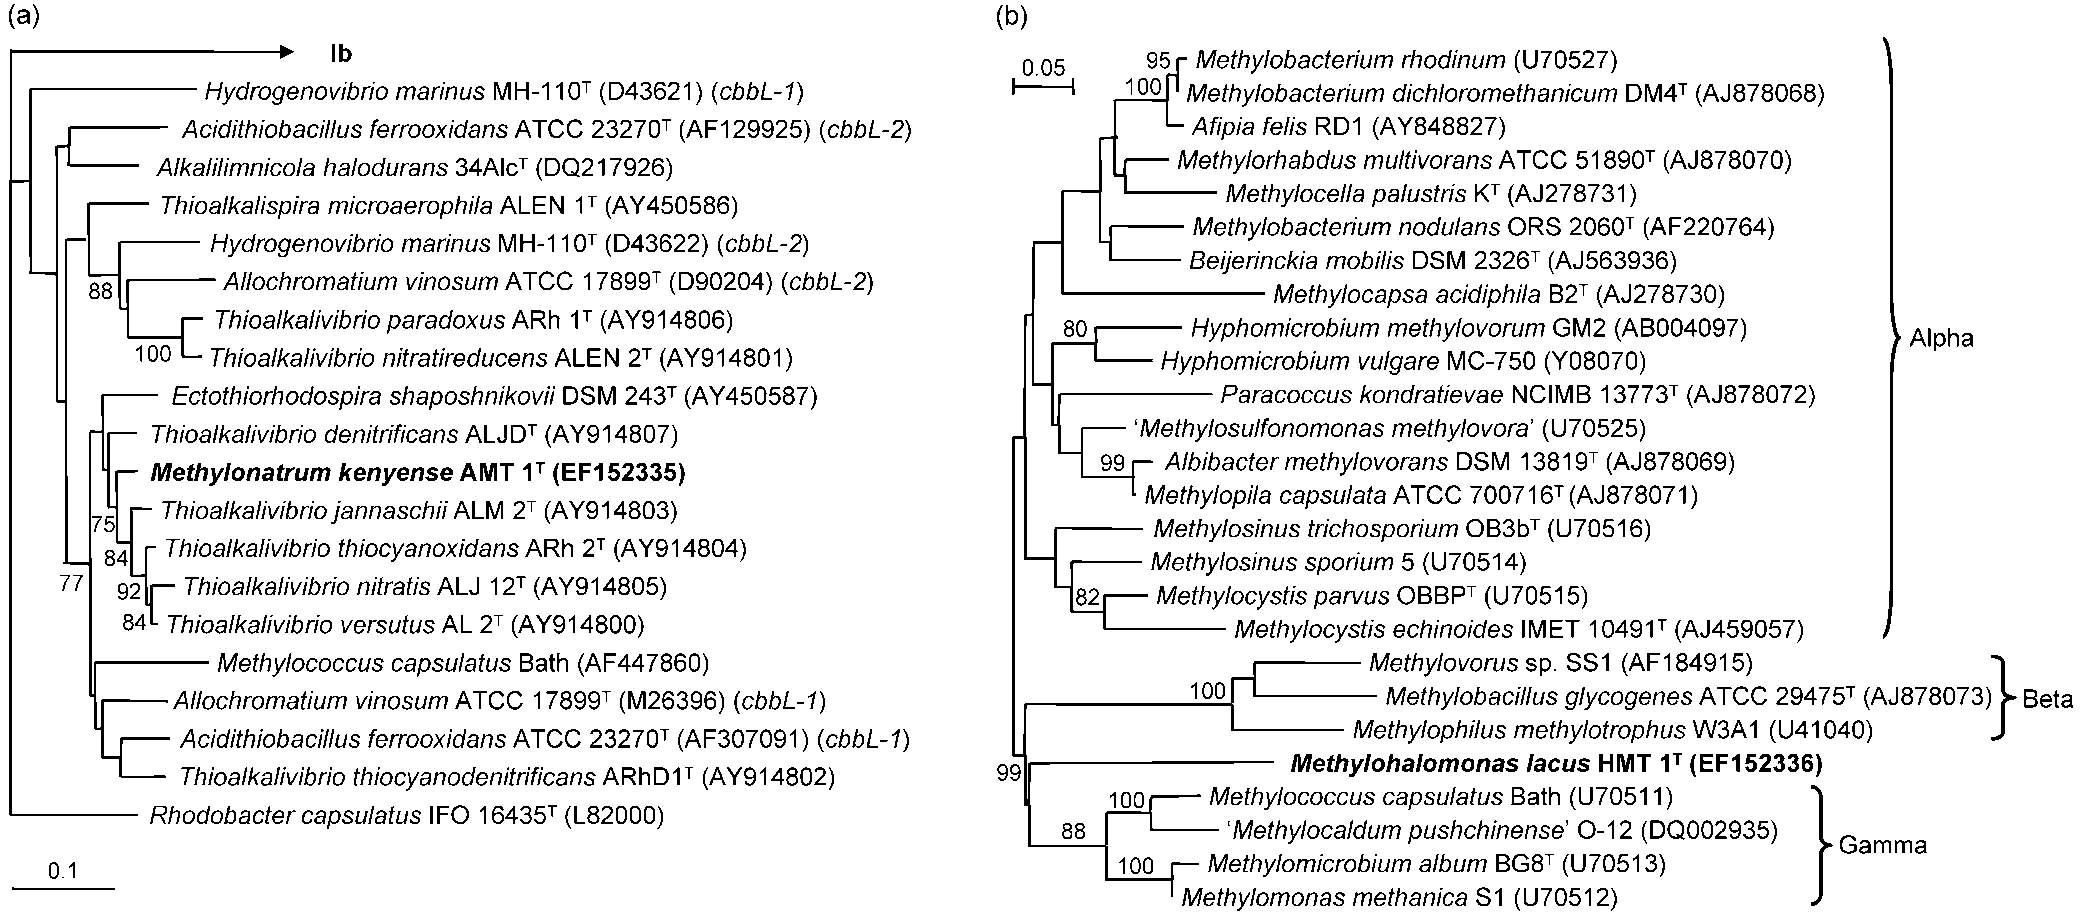 (a)
Ib
Hydrogenovibrio marinus MH-110ᵀ (D43621) (cbbL-1)
Acidithiobacillus ferrooxidans ATCC 23270ᵀ (AF129925) (cbbL-2)
Alkalilimnicola halodurans 34Alcᵀ (DQ217926)
Thioalkalispira microaerophila ALEN 1ᵀ (AY450586)
Hydrogenovibrio marinus MH-110ᵀ (D43622) (cbbL-2)
Allochromatium vinosum ATCC 17899ᵀ (D90204) (cbbL-2)
88
Thioalkalivibrio paradoxus ARh 1ᵀ (AY914806)
100
Thioalkalivibrio nitratireducens ALEN 2ᵀ (AY914801)
Ectothiorhodospira shaposhnikovii DSM 243ᵀ (AY450587)
Thioalkalivibrio denitrificans ALJDᵀ (AY914807)
Methylonatrum kenyense AMT 1ᵀ (EF152335)
Thioalkalivibrio jannaschii ALM 2ᵀ (AY914803)
75
Thioalkalivibrio thiocyanoxidans ARh 2ᵀ (AY914804)
84
77
Thioalkalivibrio nitratis ALJ 12ᵀ (AY914805)
92
84
Thioalkalivibrio versutus AL 2ᵀ (AY914800)
Methylococcus capsulatus Bath (AF447860)
Allochromatium vinosum ATCC 17899ᵀ (M26396) (cbbL-1)
Acidithiobacillus ferrooxidans ATCC 23270ᵀ (AF307091) (cbbL-1)
Thioalkalivibrio thiocyanodenitrificans ARhD1ᵀ (AY914802)
Rhodobacter capsulatus IFO 16435ᵀ (L82000)
0.1
(b)
0.05
95
Methylobacterium rhodinum (U70527)
100
Methylobacterium dichloromethanicum DM4ᵀ (AJ878068)
Afipia felis RD1 (AY848827)
Methylorhabdus multivorans ATCC 51890ᵀ (AJ878070)
Methylocella palustris Kᵀ (AJ278731)
Methylobacterium nodulans ORS 2060ᵀ (AF220764)
Beijerinckia mobilis DSM 2326ᵀ (AJ563936)
Methylocapsa acidiphila B2ᵀ (AJ278730)
80
Hyphomicrobium methylovorum GM2 (AB004097)
Alpha
Hyphomicrobium vulgare MC-750 (Y08070)
Paracoccus kondratievae NCIMB 13773ᵀ (AJ878072)
‘Methylosulfonomonas methylovora’ (U70525)
99
Albibacter methylovorans DSM 13819ᵀ (AJ878069)
Methylopila capsulata ATCC 700716ᵀ (AJ878071)
Methylosinus trichosporium OB3bᵀ (U70516)
Methylosinus sporium 5 (U70514)
82
Methylocystis parvus OBBPᵀ (U70515)
Methylocystis echinoides IMET 10491ᵀ (AJ459057)
Methylovorus sp. SS1 (AF184915)
100
Methylobacillus glycogenes ATCC 29475ᵀ (AJ878073)
Beta
Methylophilus methylotrophus W3A1 (U41040)
99
Methylohalomonas lacus HMT 1ᵀ (EF152336)
100
Methylococcus capsulatus Bath (U70511)
88
‘Methylocaldum pushchinense’ O-12 (DQ002935)
Gamma
100
Methylomicrobium album BG8ᵀ (U70513)
Methylomonas methanica S1 (U70512)